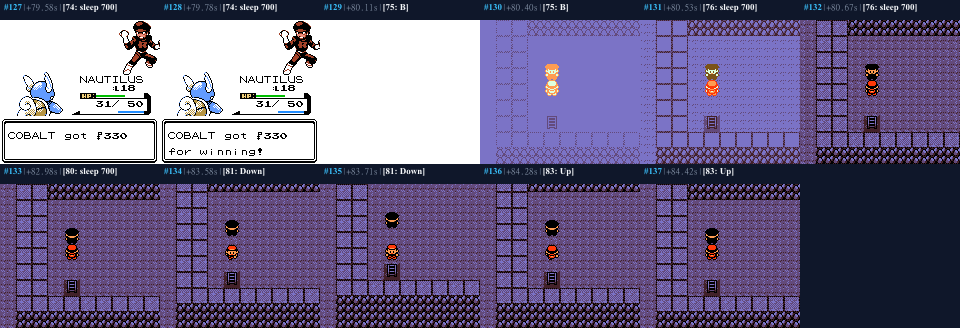 #127|+79.58s|[74: sleep 700]
#128|+79.78s|[74: sleep 700]
#129|+80.11s|[75: B]
#130|+80.40s|[75: B]
#131|+80.53s|[76: sleep 700]
#132|+80.67s|[76: sleep 700]
NAUTILUS
:L18
HP:
31/ 50
COBALT got ₽330
NAUTILUS
:L18
HP:
31/ 50
COBALT got ₽330
for winning!
#133|+82.98s|[80: sleep 700]
#134|+83.58s|[81: Down]
#135|+83.71s|[81: Down]
#136|+84.28s|[83: Up]
#137|+84.42s|[83: Up]